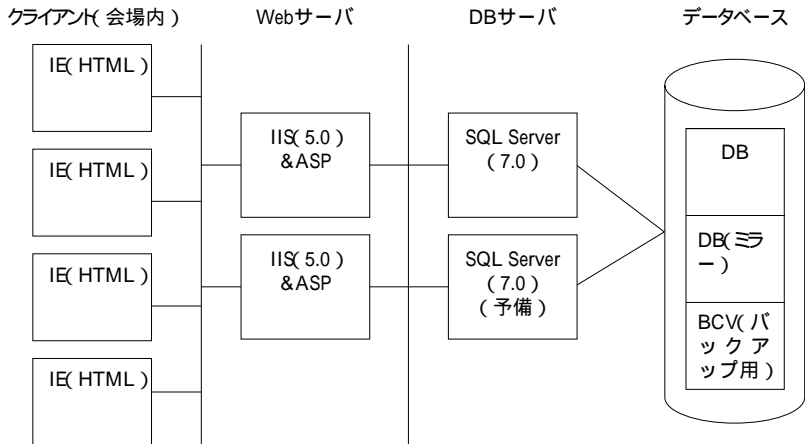 クライアント(会場内)
Webサーバ
DBサーバ
データベース
IE(HTML)
IE(HTML)
IE(HTML)
IE(HTML)
IIS(5.0)
&ASP
IIS(5.0)
&ASP
SQL Server
(7.0)
SQL Server
(7.0)
(予備)
DB
DB(ミラ
ー)
BCV(バ
ックア
ップ用)